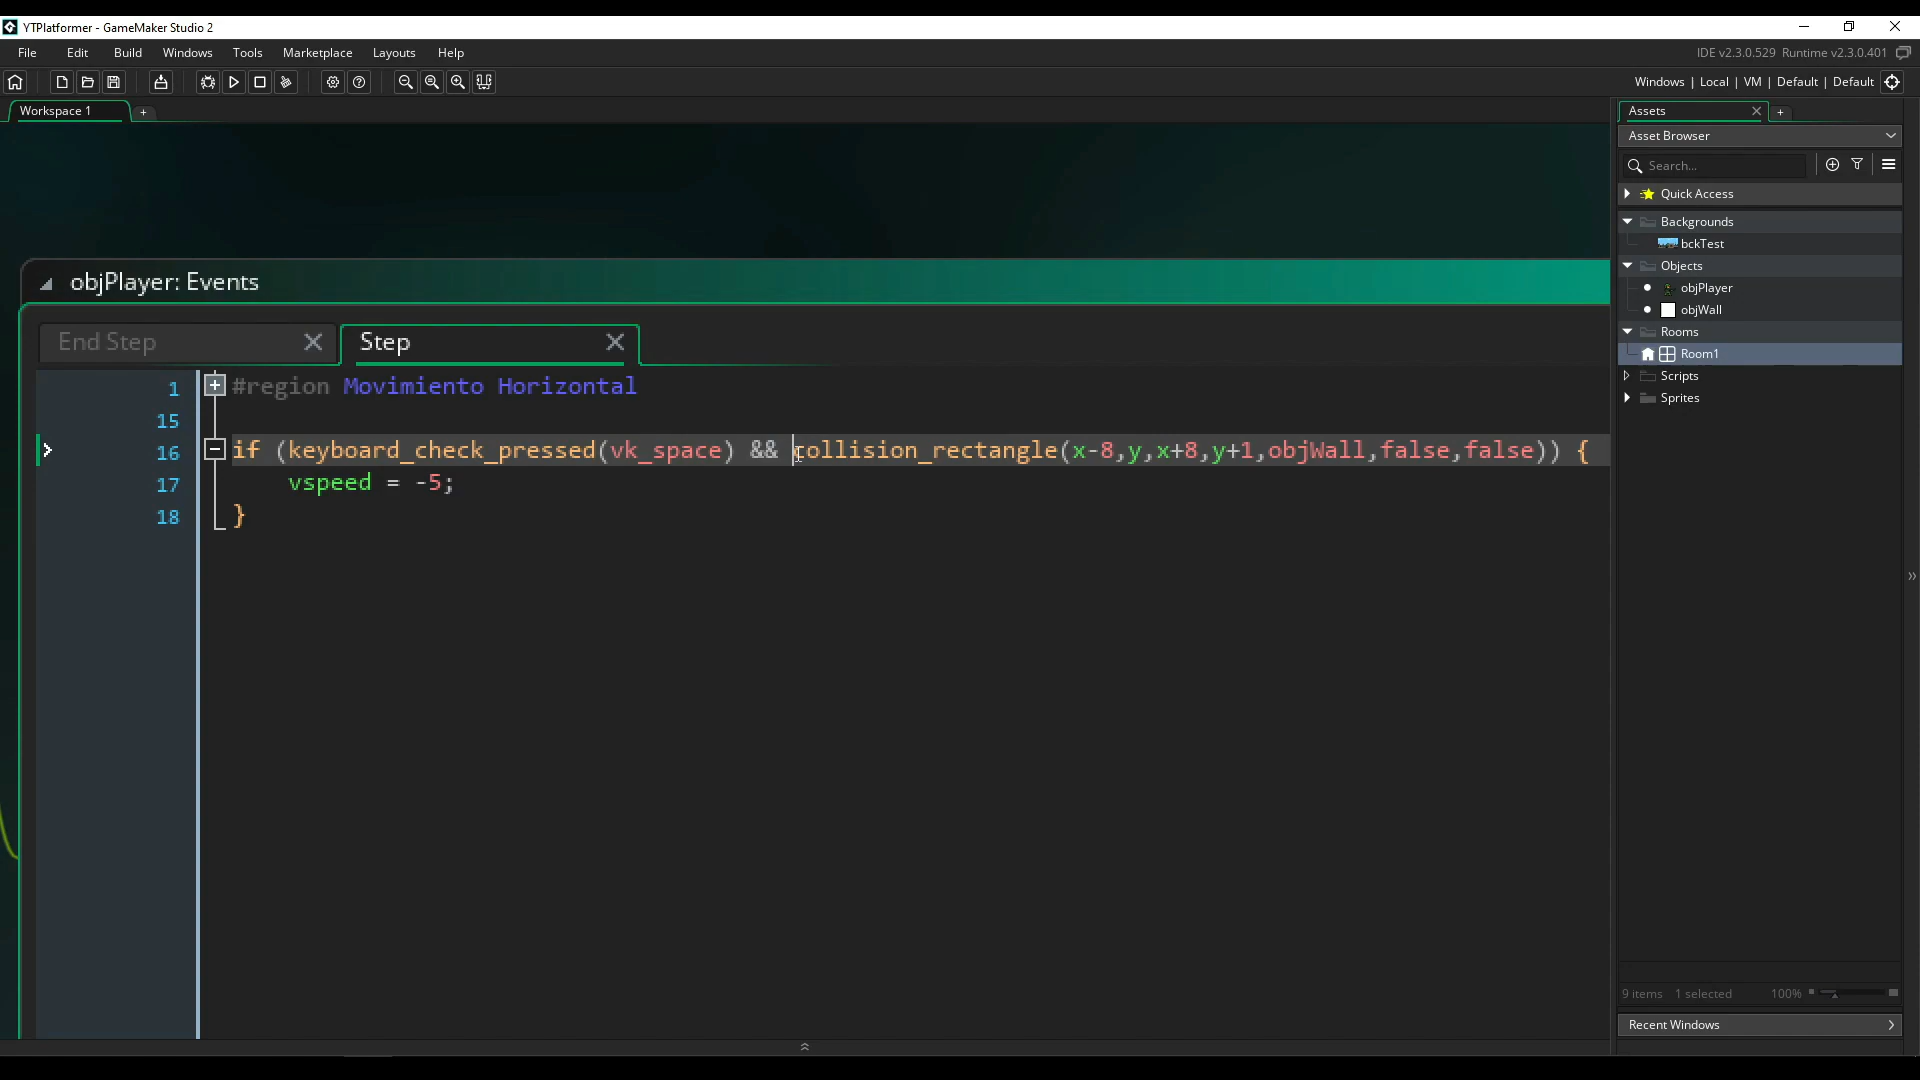 YTPlatformer - GameMaker Studio 2
File Edit Build Windows Tools Marketplace Layouts Help
IDE v2.3.0.529 Runtime v2.3.0.401
Windows | Local | VM | Default | Default
Workspace 1
objPlayer: Events
End Step
Step
1 #region Movimiento Horizontal
15
16 if (keyboard_check_pressed(vk_space) && collision_rectangle(x-8,y,x+8,y+1,objWall,false,false)) {
17 vspeed = -5;
18 }
Assets
Asset Browser
Search...
Quick Access
Backgrounds
bckTest
Objects
objPlayer
objWall
Rooms
Room1
Scripts
Sprites
9 items 1 selected 100%
Recent Windows